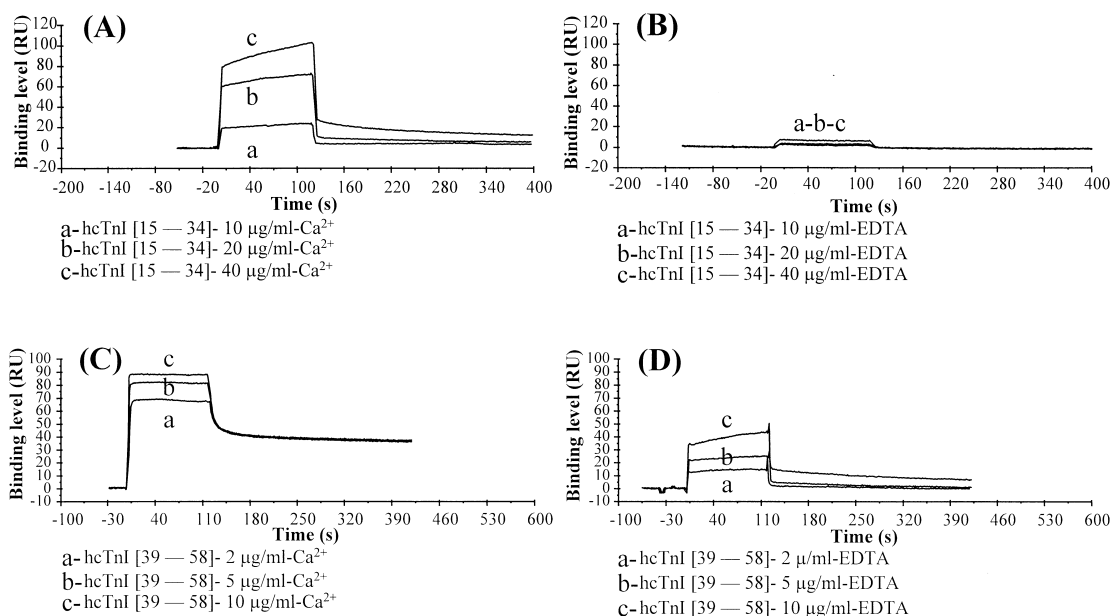 (A)
Binding level (RU)
120
100
80
60
40
20
0
-20
c
b
a
-200 -140 -80 -20 40 100 160 220 280 340 400
Time (s)
a-hcTnI [15 — 34]- 10 µg/ml-Ca²⁺
b-hcTnI [15 — 34]- 20 µg/ml-Ca²⁺
c-hcTnI [15 — 34]- 40 µg/ml-Ca²⁺
(B)
Binding level (RU)
120
100
80
60
40
20
0
-20
a-b-c
-200 -140 -80 -20 40 100 160 220 280 340 400
Time (s)
a-hcTnI [15 — 34]- 10 µg/ml-EDTA
b-hcTnI [15 — 34]- 20 µg/ml-EDTA
c-hcTnI [15 — 34]- 40 µg/ml-EDTA
(C)
Binding level (RU)
100
90
80
70
60
50
40
30
20
10
0
-10
c
b
a
-100 -30 40 110 180 250 320 390 460 530 600
Time (s)
a-hcTnI [39 — 58]- 2 µg/ml-Ca²⁺
b-hcTnI [39 — 58]- 5 µg/ml-Ca²⁺
c-hcTnI [39 — 58]- 10 µg/ml-Ca²⁺
(D)
Binding level (RU)
100
90
80
70
60
50
40
30
20
10
0
-10
c
b
a
-100 -30 40 110 180 250 320 390 460 530 600
Time (s)
a-hcTnI [39 — 58]- 2 µ/ml-EDTA
b-hcTnI [39 — 58]- 5 µg/ml-EDTA
c-hcTnI [39 — 58]- 10 µg/ml-EDTA